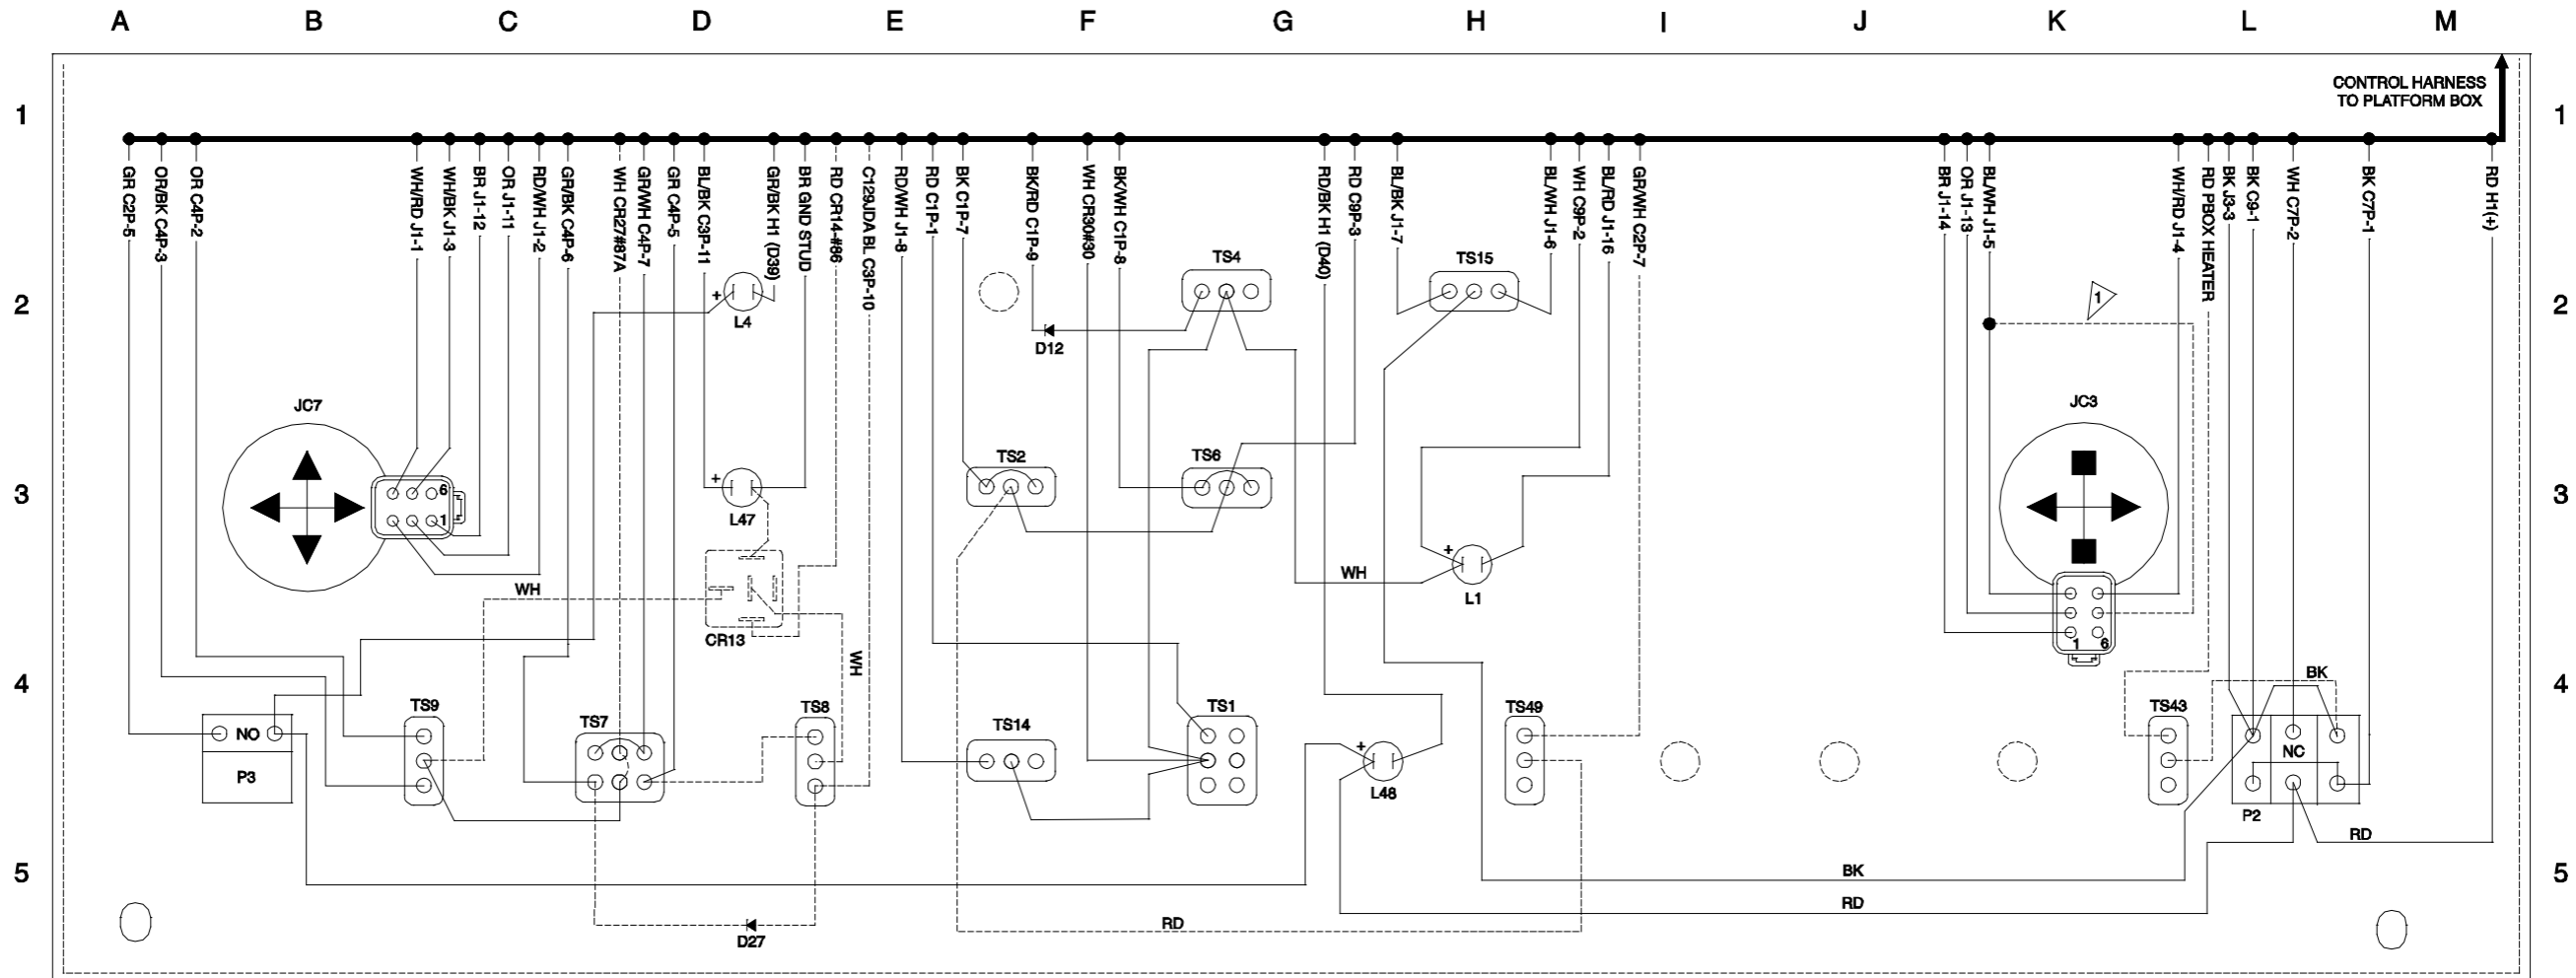 A B C D E F G H I J K L M
CONTROL HARNESS
TO PLATFORM BOX
1 1
GR C2P-5
OR/BK C4P-3
OR C4P-2
WH/RD J1-1
WH/BK J1-3
BR J1-12
OR J1-11
RD/WH J1-2
GR/BK C4P-6
WH CR27#87A
GR/WH C4P-7
GR C4P-5
BL/BK C3P-11
GR/BK H1 (D39)
BR GND STUD
RD CR14-#86
C129JDA BL C3P-10
RD/WH J1-8
RD C1P-1
BK C1P-7
BK/RD C1P-9
WH CR30#30
BK/WH C1P-8
RD/BK H1 (D40)
RD C9P-3
BL/BK J1-7
BL/WH J1-6
WH C9P-2
BL/RD J1-16
GR/WH C2P-7
BR J1-14
OR J1-13
BL/WH J1-5
WH/RD J1-4
RD PBOX HEATER
BK J3-3
BK C9-1
WH C7P-2
BK C7P-1
RD H1(+)
TS4 TS15
2 + L4 D12 1 2
JC7 JC3
TS2 TS6
3 6 1 + L47 3
+ L1
WH WH
CR13
1 6
WH
4 BK 4
TS9 TS7 TS8 TS14 TS1 TS49 TS43
NO + NC
P3 L48 P2
RD
5 BK 5
RD
RD
D27